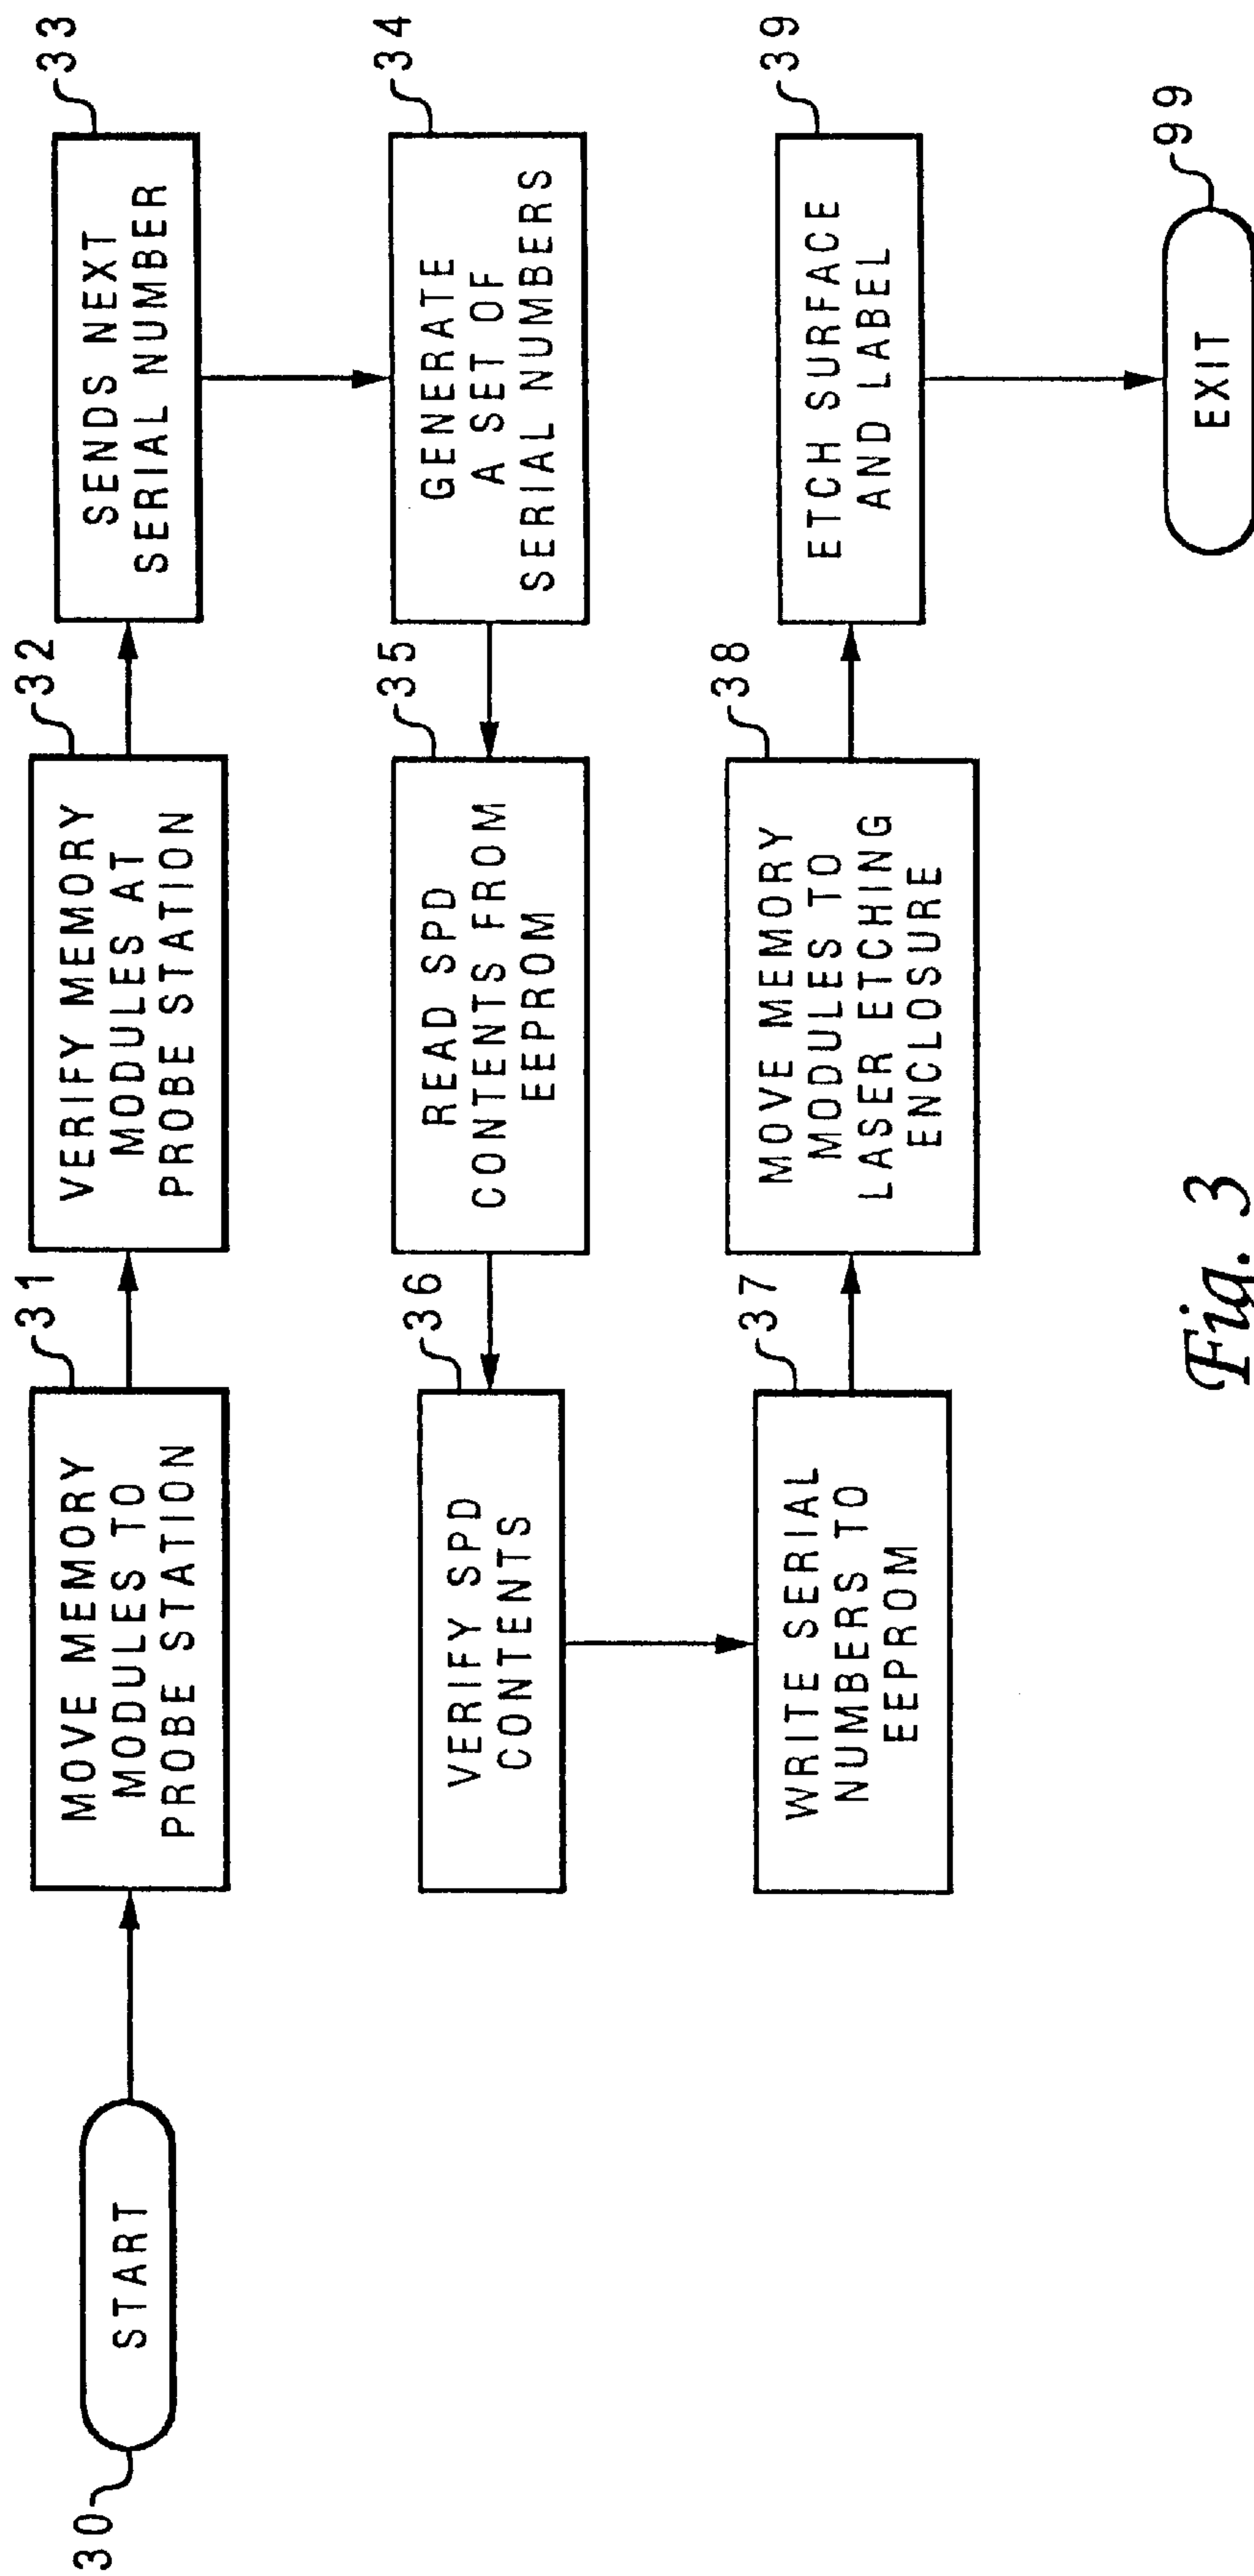 30
START
31
MOVE MEMORY
MODULES TO
PROBE STATION
32
VERIFY MEMORY
MODULES AT
PROBE STATION
33
SENDS NEXT
SERIAL NUMBER
34
GENERATE
A SET OF
SERIAL NUMBERS
35
READ SPD
CONTENTS FROM
EEPROM
36
VERIFY SPD
CONTENTS
37
WRITE SERIAL
NUMBERS TO
EEPROM
38
MOVE MEMORY
MODULES TO
LASER ETCHING
ENCLOSURE
39
ETCH SURFACE
AND LABEL
99
EXIT
Fig. 3